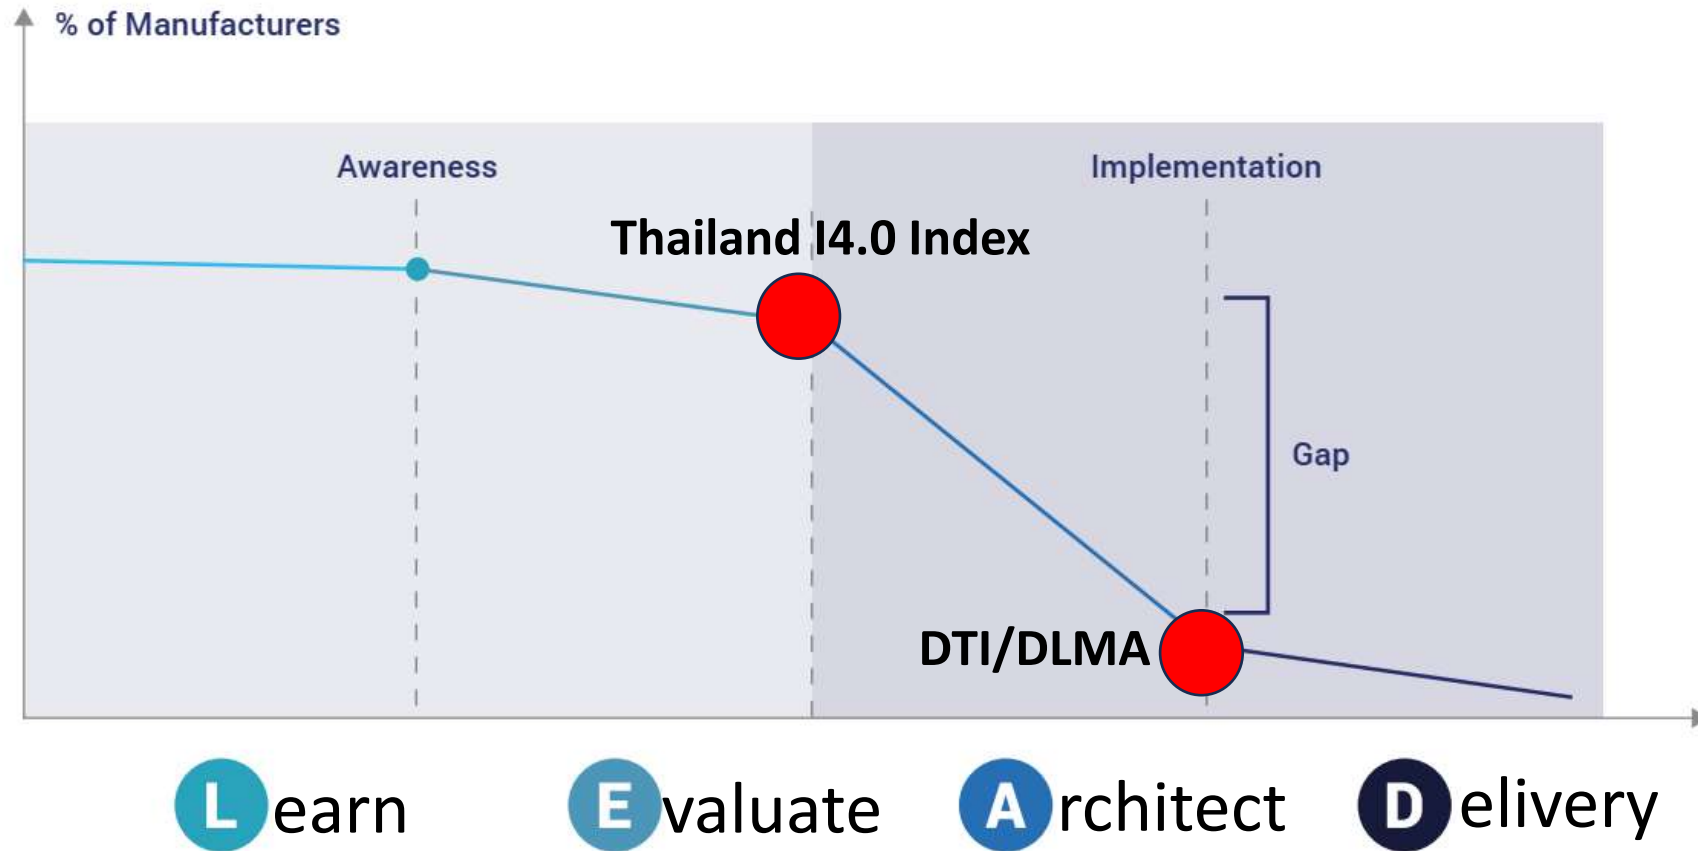 % of Manufacturers
Awareness
Implementation
Thailand I4.0 Index
Gap
DTI/DLMA
Learn
Evaluate
Architect
Delivery